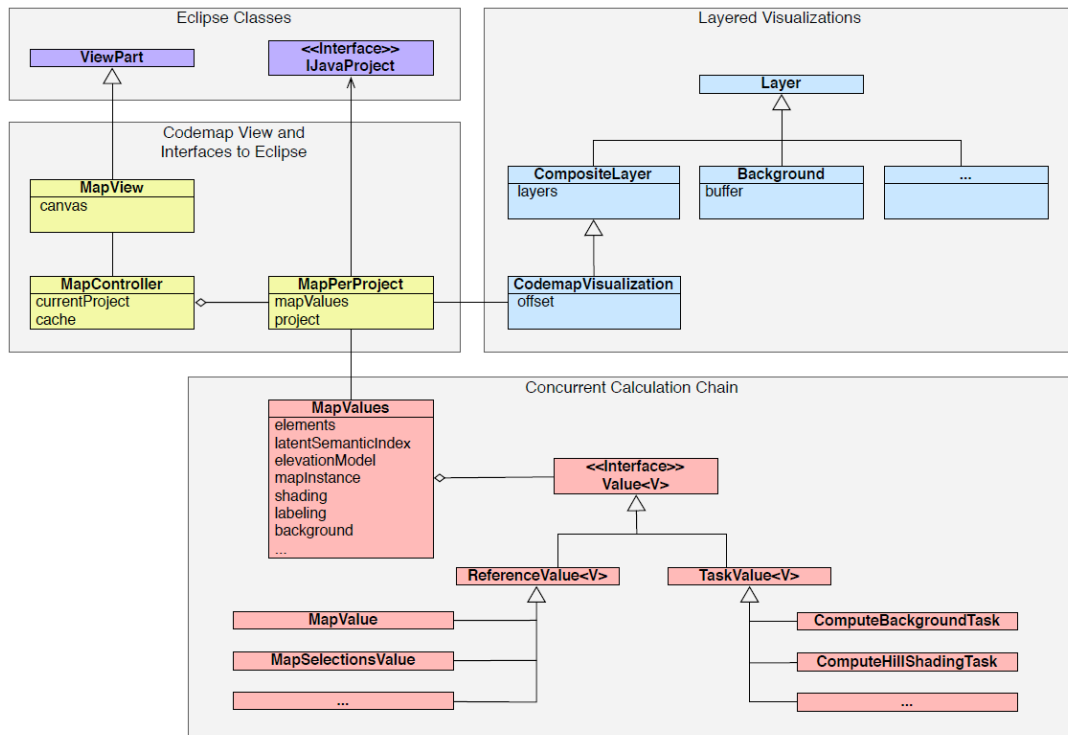 Eclipse Classes
ViewPart
<<Interface>>
IJavaProject
Codemap View and
Interfaces to Eclipse
MapView
canvas
MapController
currentProject
cache
MapPerProject
mapValues
project
Layered Visualizations
Layer
CompositeLayer
layers
Background
buffer
...
CodemapVisualization
offset
Concurrent Calculation Chain
MapValues
elements
latentSemanticIndex
elevationModel
mapInstance
shading
labeling
background
...
<<Interface>>
Value<V>
ReferenceValue<V>
TaskValue<V>
MapValue
MapSelectionsValue
...
ComputeBackgroundTask
ComputeHillShadingTask
...